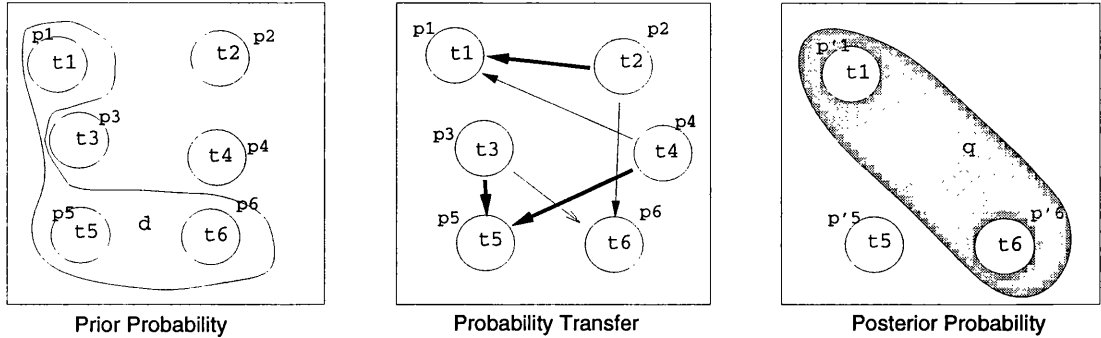 p1 t1 t2 p2
p3 t3 t4 p4
p5 t5 d p6 t6
Prior Probability
p1 t1 p2 t2
p3 t3 p4 t4
p5 t5 p6 t6
Probability Transfer
p'1 t1
q
p'5 t5 p'6 t6
Posterior Probability